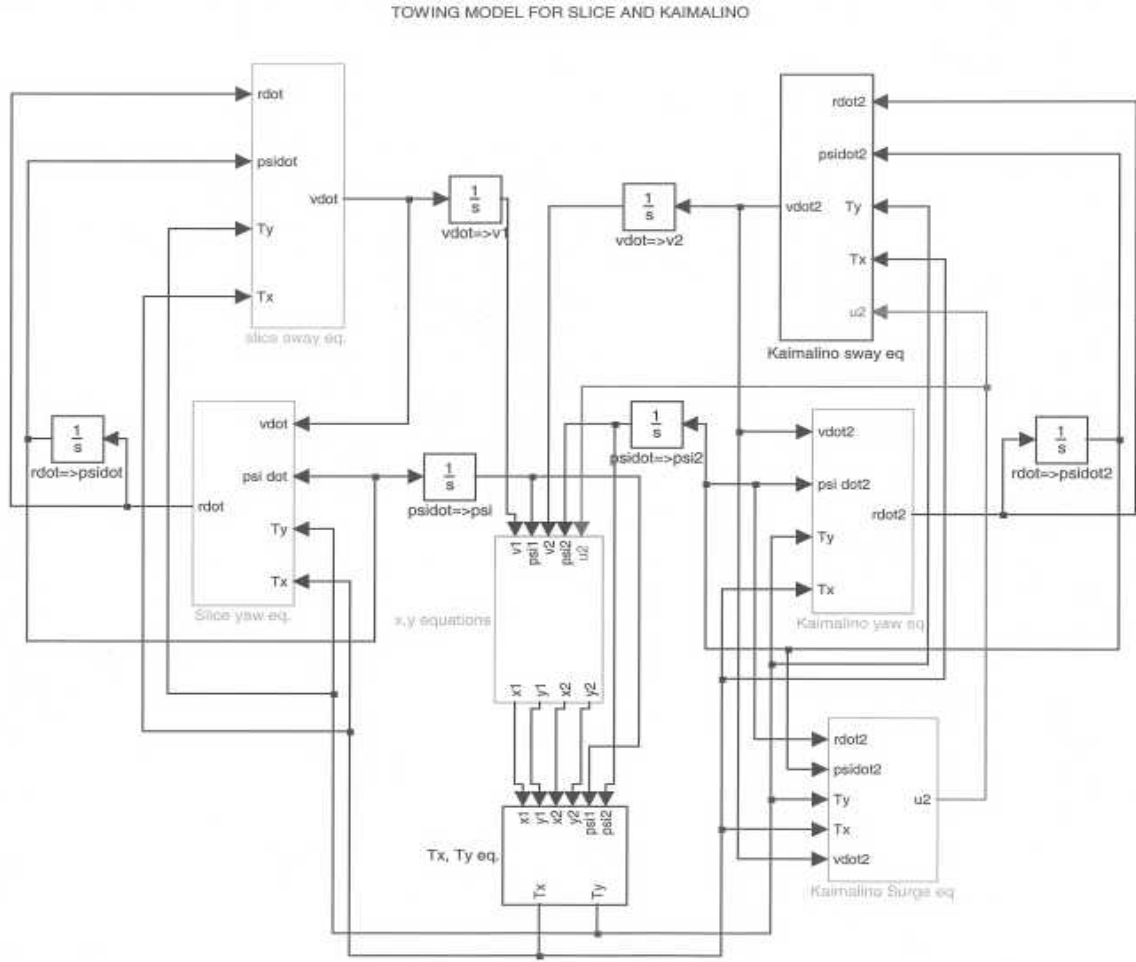 TOWING MODEL FOR SLICE AND KAIMALINO
rdot
psidot
vdot
Ty
Tx
slice sway eq.
1
s
vdot=>v1
1
s
vdot=>v2
rdot2
psidot2
vdot2
Ty
Tx
u2
Kaimalino sway eq
1
s
rdot=>psidot
vdot
psi dot
rdot
Ty
Tx
Slice yaw eq.
1
s
psidot=>psi
1
s
psidot=>psi2
vdot2
psi dot2
rdot2
Ty
Tx
Kaimalino yaw eq
1
s
rdot=>psidot2
v1
psi1
v2
psi2
u2
x,y equations
x1
y1
x2
y2
rdot2
psidot2
Ty
u2
Tx
vdot2
Kaimalino Surge eq
x1
y1
x2
y2
psi1
psi2
Tx, Ty eq.
Tx
Ty